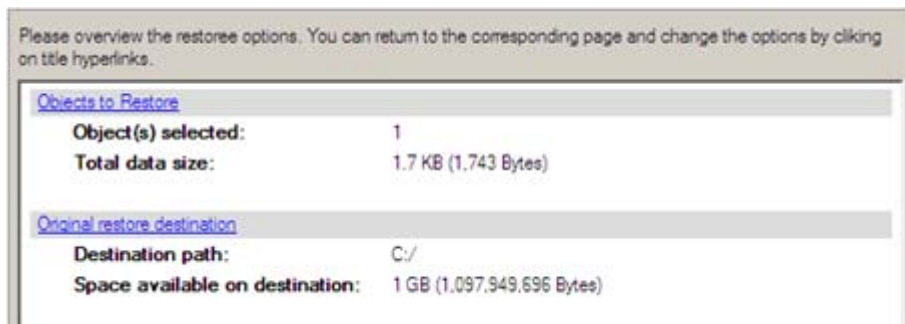 Please overview the restoree options. You can return to the corresponding page and change the options by cliking
on title hyperlinks.
Objects to Restore
Object(s) selected: 1
Total data size: 1.7 KB (1,743 Bytes)
Original restore destination
Destination path: C:/
Space available on destination: 1 GB (1,097,949,696 Bytes)